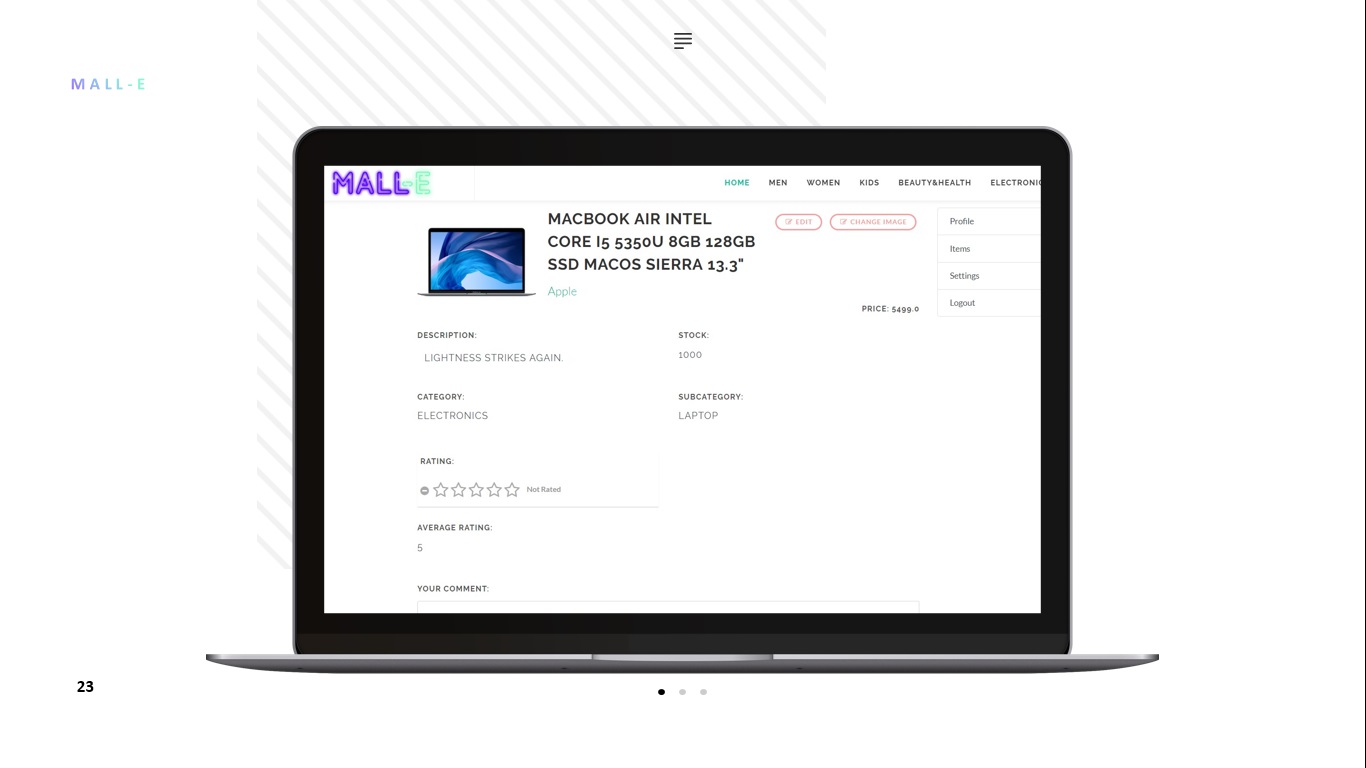 MALL-E
MALL-E
HOME MEN WOMEN KIDS BEAUTY&HEALTH ELECTRONIC
MACBOOK AIR INTEL
CORE I5 5350U 8GB 128GB
SSD MACOS SIERRA 13.3"
EDIT
CHANGE IMAGE
Apple
PRICE: 5499.0
Profile
Items
Settings
Logout
DESCRIPTION:
LIGHTNESS STRIKES AGAIN.
STOCK:
1000
CATEGORY:
ELECTRONICS
SUBCATEGORY:
LAPTOP
RATING:
Not Rated
AVERAGE RATING:
5
YOUR COMMENT:
23